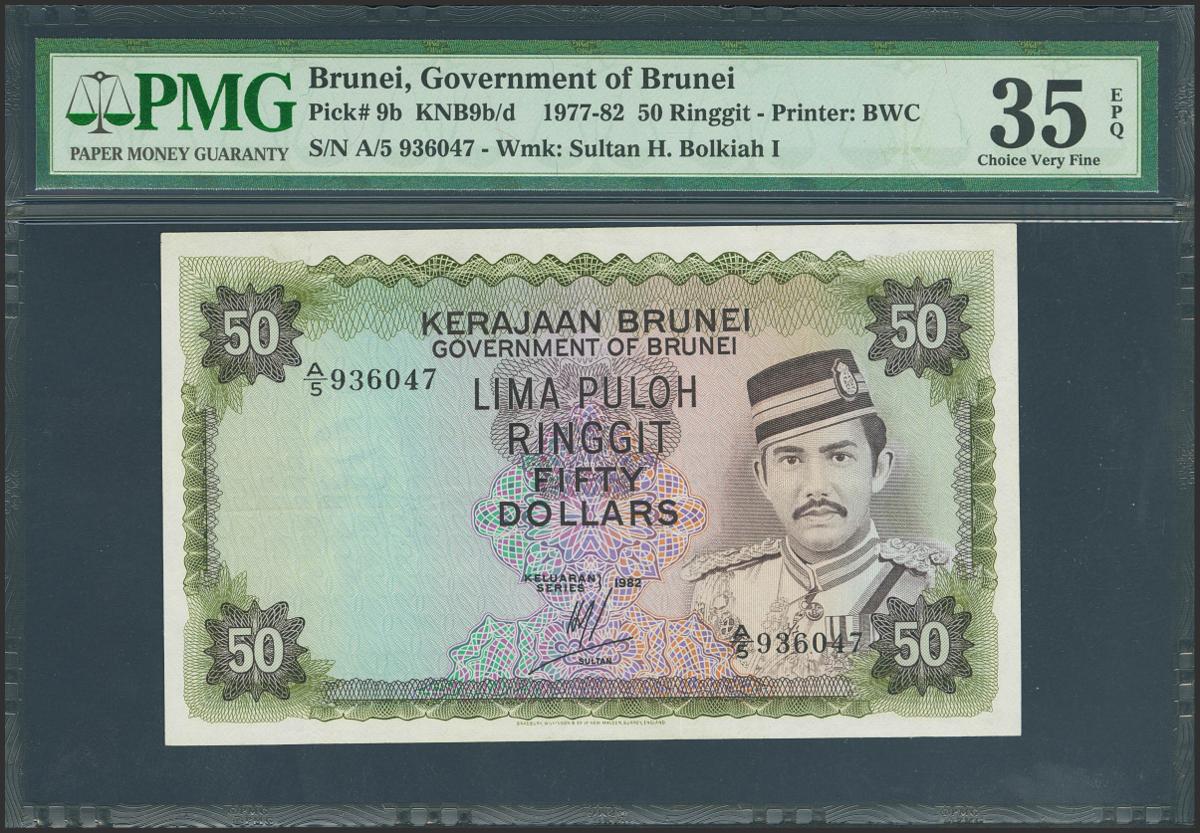 PMG
PAPER MONEY GUARANTY
Brunei, Government of Brunei
Pick# 9b KNB9b/d 1977-82 50 Ringgit - Printer: BWC
S/N A/5 936047 - Wmk: Sultan H. Bolkiah I
35
EPQ
Choice Very Fine
50
50
KERAJAAN BRUNEI
GOVERNMENT OF BRUNEI
A/5 936047
LIMA PULOH
RINGGIT
FIFTY
DOLLARS
KELUARAN
SERIES 1982
SULTAN
A/5 936047
50
50